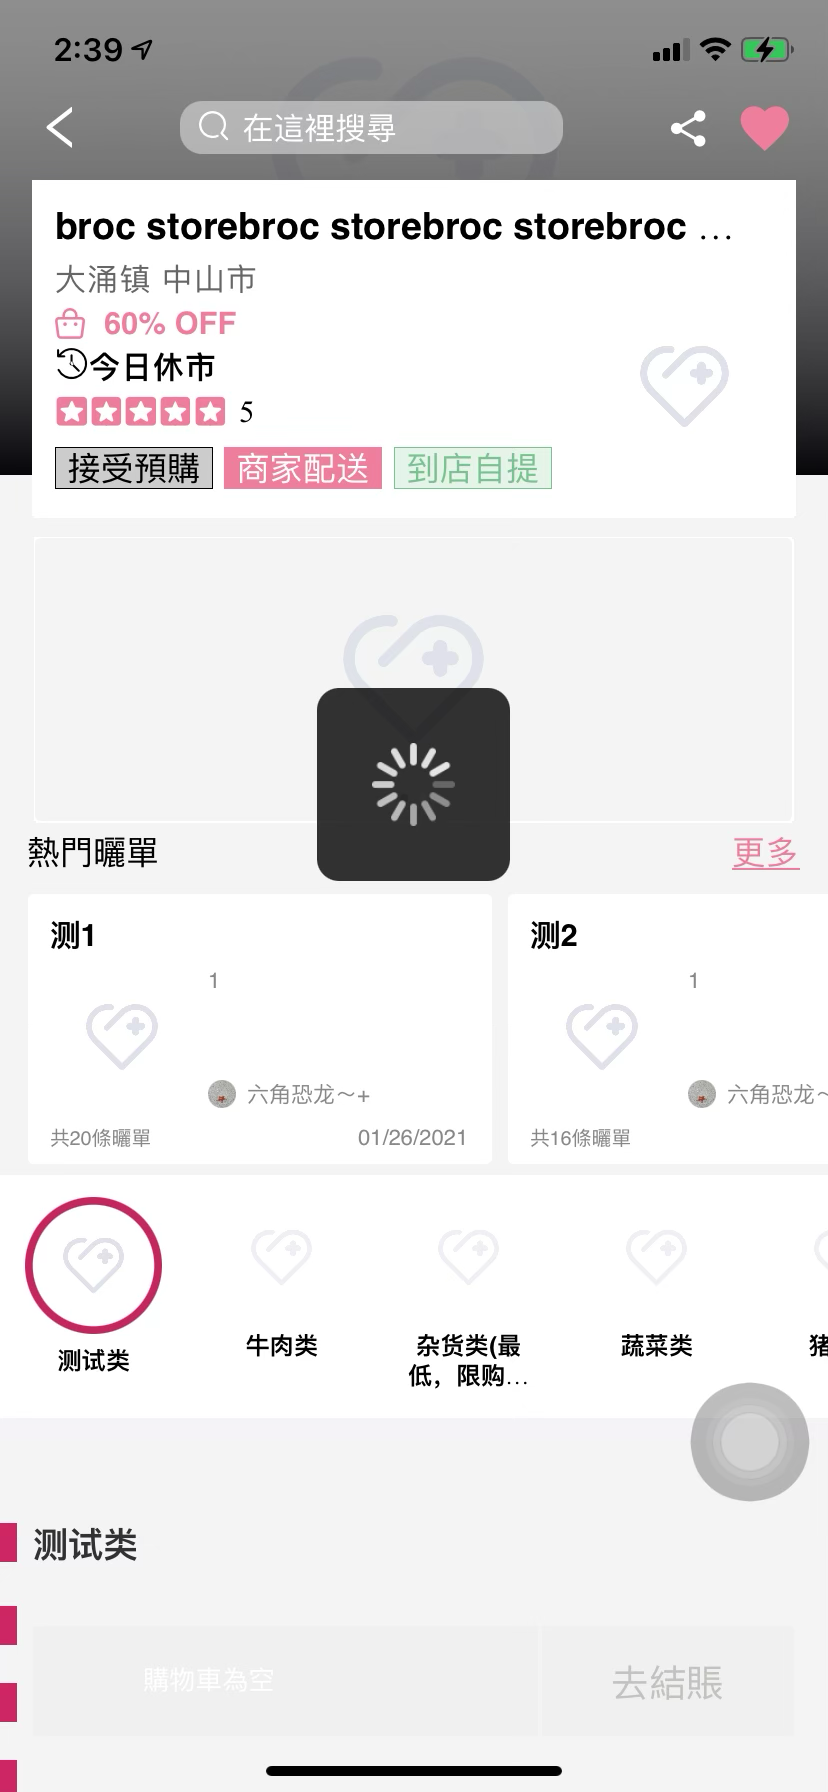 2:39
在這裡搜尋
broc storebroc storebroc storebroc ...
大涌镇 中山市
60% OFF
今日休市
5
接受預購 商家配送 到店自提
熱門曬單 更多
测1
1
六角恐龙～+
共20條曬單 01/26/2021
测2
1
六角恐龙～
共16條曬單
测试类
牛肉类
杂货类(最
低，限购...
蔬菜类
猪
测试类
購物車為空
去結賬